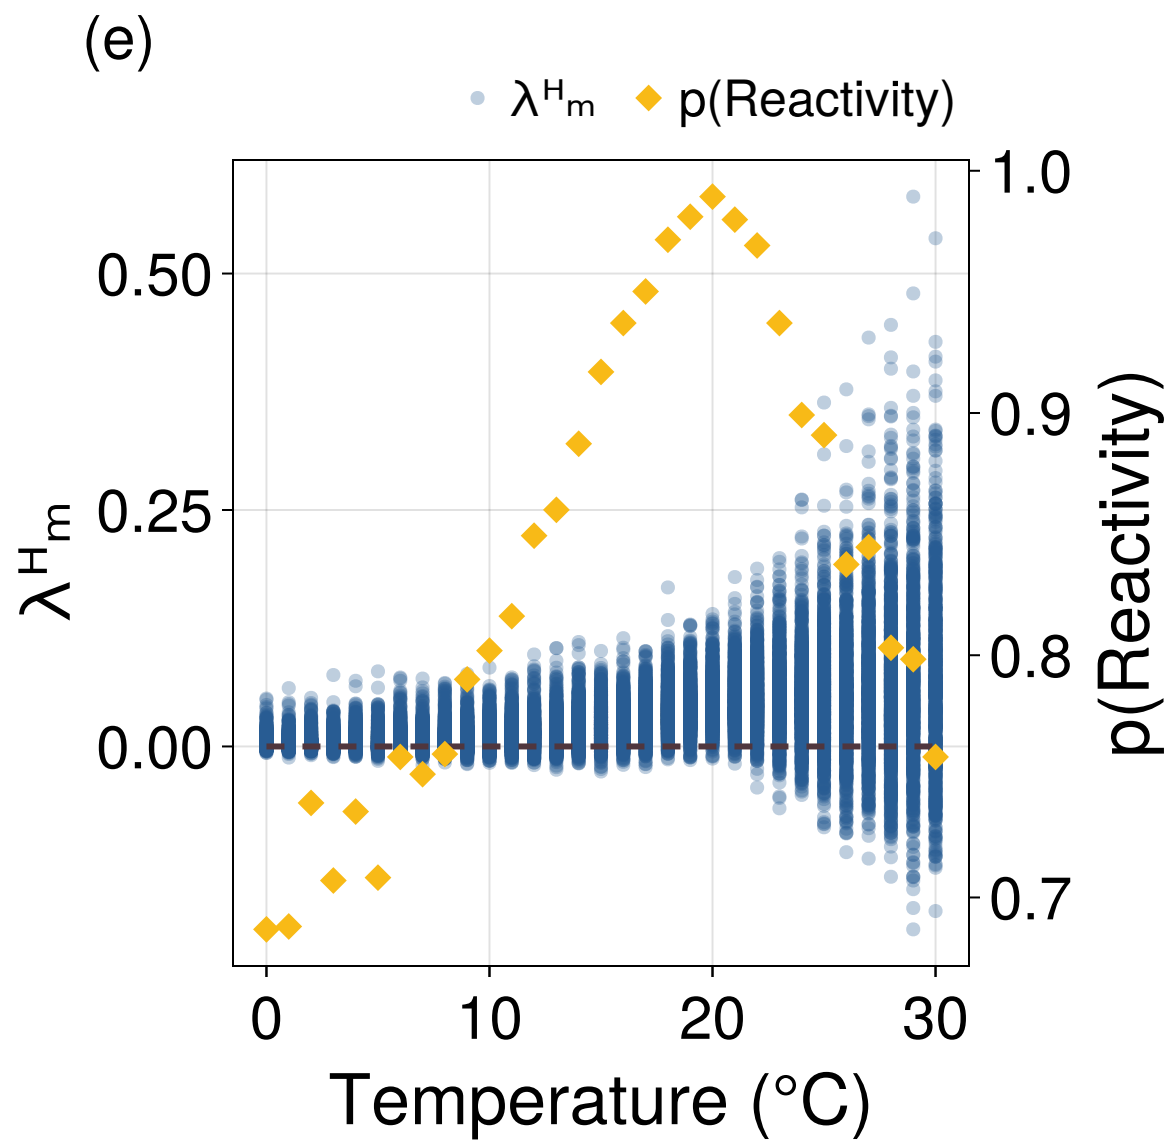 (e)
λᴴₘ p(Reactivity)
1.0
0.50
0.9
0.25
0.8
0.00
0.7
λᴴₘ
p(Reactivity)
0 10 20 30
Temperature (°C)